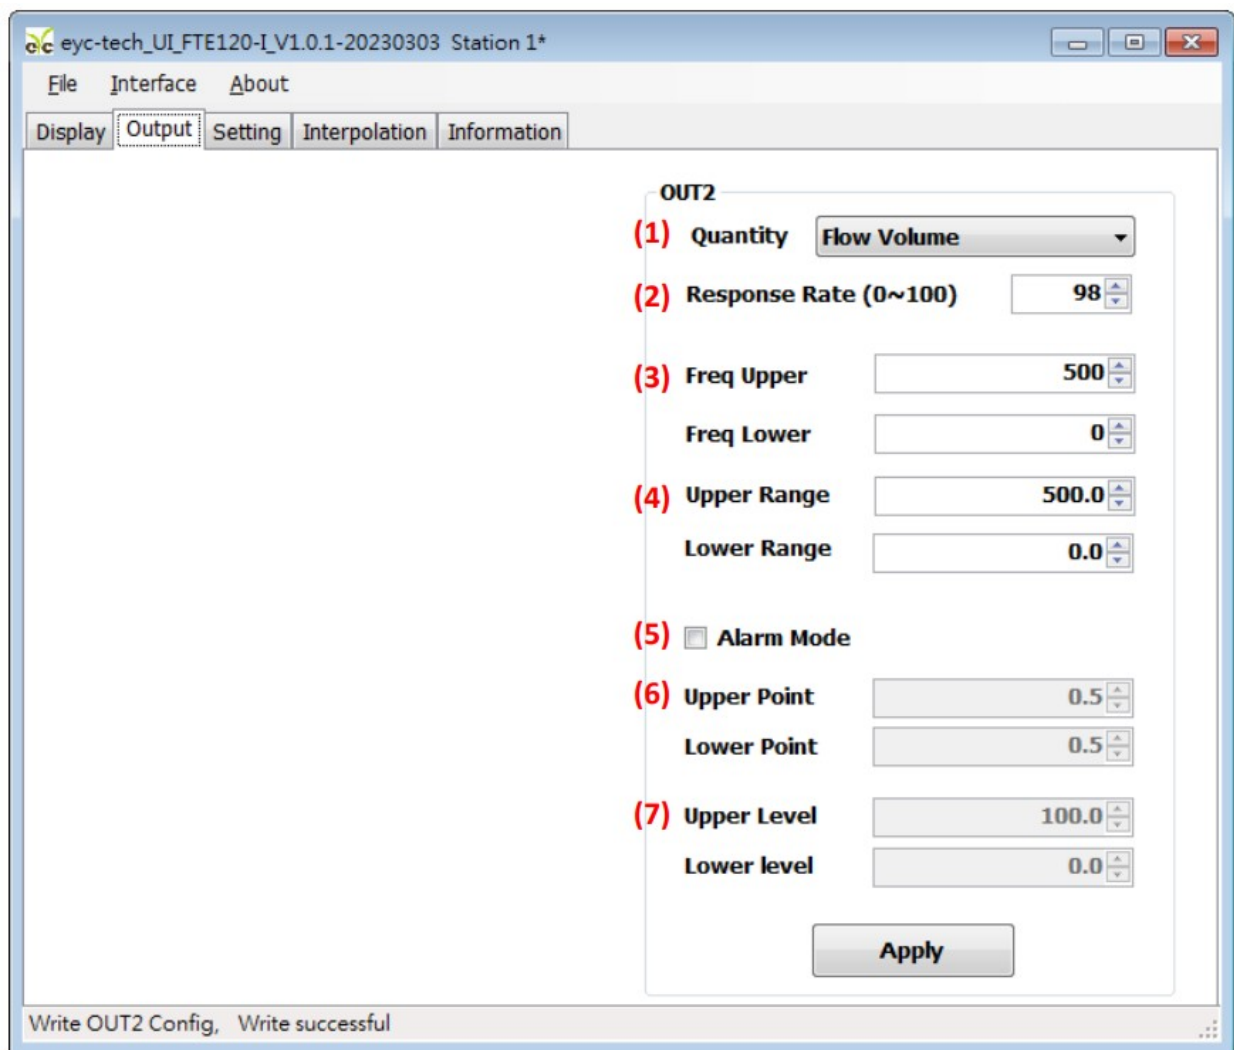 eyc-tech_UI_FTE120-I_V1.0.1-20230303 Station 1*
File Interface About
Display Output Setting Interpolation Information
OUT2
(1) Quantity Flow Volume
(2) Response Rate (0~100) 98
(3) Freq Upper 500
Freq Lower 0
(4) Upper Range 500.0
Lower Range 0.0
(5) Alarm Mode
(6) Upper Point 0.5
Lower Point 0.5
(7) Upper Level 100.0
Lower level 0.0
Apply
Write OUT2 Config, Write successful